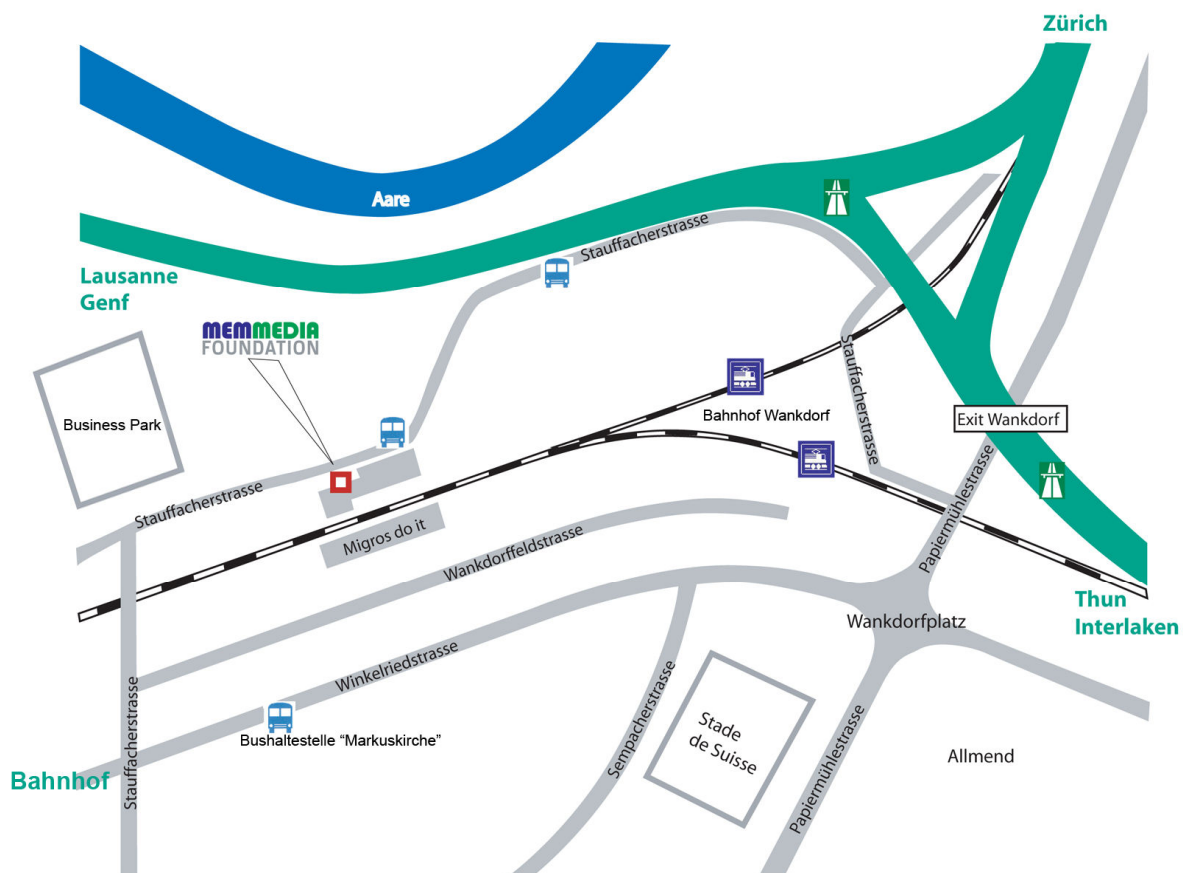 Zürich
Aare
Stauffacherstrasse
Lausanne
Genf
MEMMEDIA
FOUNDATION
Stauffacherstrasse
Business Park
Bahnhof Wankdorf
Exit Wankdorf
Stauffacherstrasse
Migros do it
Wankdorffeldstrasse
Papiermühlestrasse
Thun
Interlaken
Wankdorfplatz
Winkelriedstrasse
Stauffacherstrasse
Bushaltestelle “Markuskirche”
Sempacherstrasse
Stade
de Suisse
Papiermühlestrasse
Allmend
Bahnhof